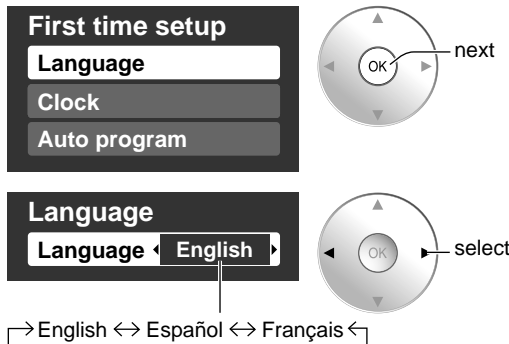 First time setup
Language
Clock
Auto program
OK
next
Language
Language English
OK
select
English ↔ Español ↔ Français